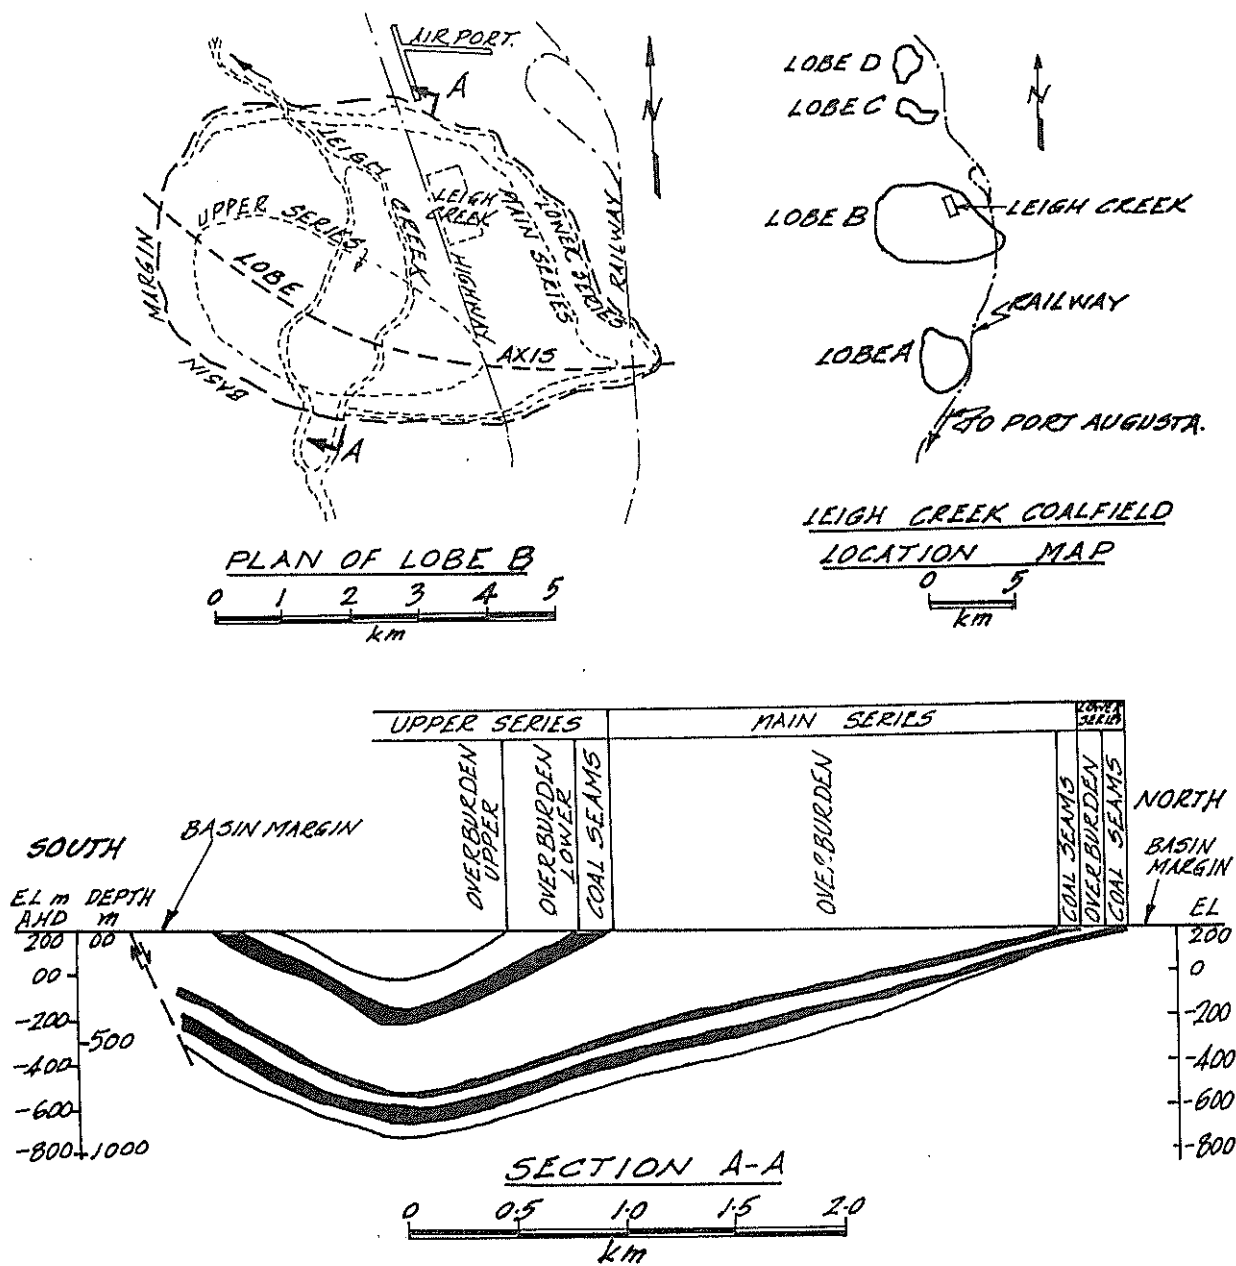 AIRPORT.
A
N
LEIGH
CREEK
LEIGH
CREEK
UPPER SERIES
LOBE
AXIS
MARGIN
BASIN
HIGHWAY
MAIN SERIES
LOWER SERIES
RAILWAY
A
PLAN OF LOBE B
0 1 2 3 4 5
km
LOBE D
LOBE C
N
LOBE B
LEIGH CREEK
RAILWAY
LOBE A
TO PORT AUGUSTA.
LEIGH CREEK COALFIELD
LOCATION MAP
0 5
km
UPPER SERIES
MAIN SERIES
LOWER
SERIES
OVERBURDEN
UPPER
OVERBURDEN
LOWER
COAL SEAMS
OVERBURDEN
COAL SEAMS
OVERBURDEN
COAL SEAMS
SOUTH
BASIN MARGIN
NORTH
BASIN
MARGIN
EL m DEPTH
AHD m
EL
200 00
00
-200
500
-400
-600
-800 1000
200
0
-200
-400
-600
-800
SECTION A-A
0 0.5 1.0 1.5 2.0
km